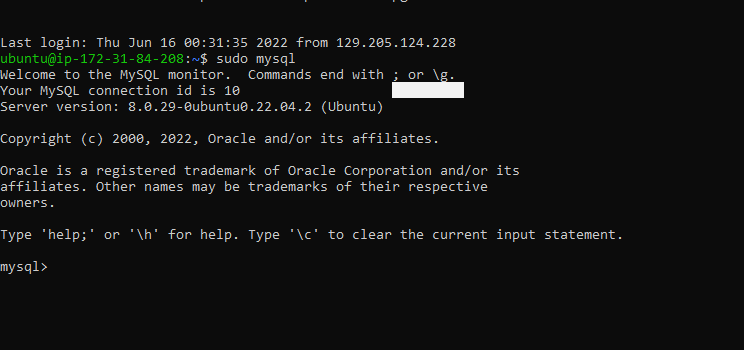 Last login: Thu Jun 16 00:31:35 2022 from 129.205.124.228
ubuntu@ip-172-31-84-208:~$ sudo mysql
Welcome to the MySQL monitor.  Commands end with ; or \g.
Your MySQL connection id is 10
Server version: 8.0.29-0ubuntu0.22.04.2 (Ubuntu)
Copyright (c) 2000, 2022, Oracle and/or its affiliates.
Oracle is a registered trademark of Oracle Corporation and/or its
affiliates. Other names may be trademarks of their respective
owners.
Type 'help;' or '\h' for help. Type '\c' to clear the current input statement.
mysql>